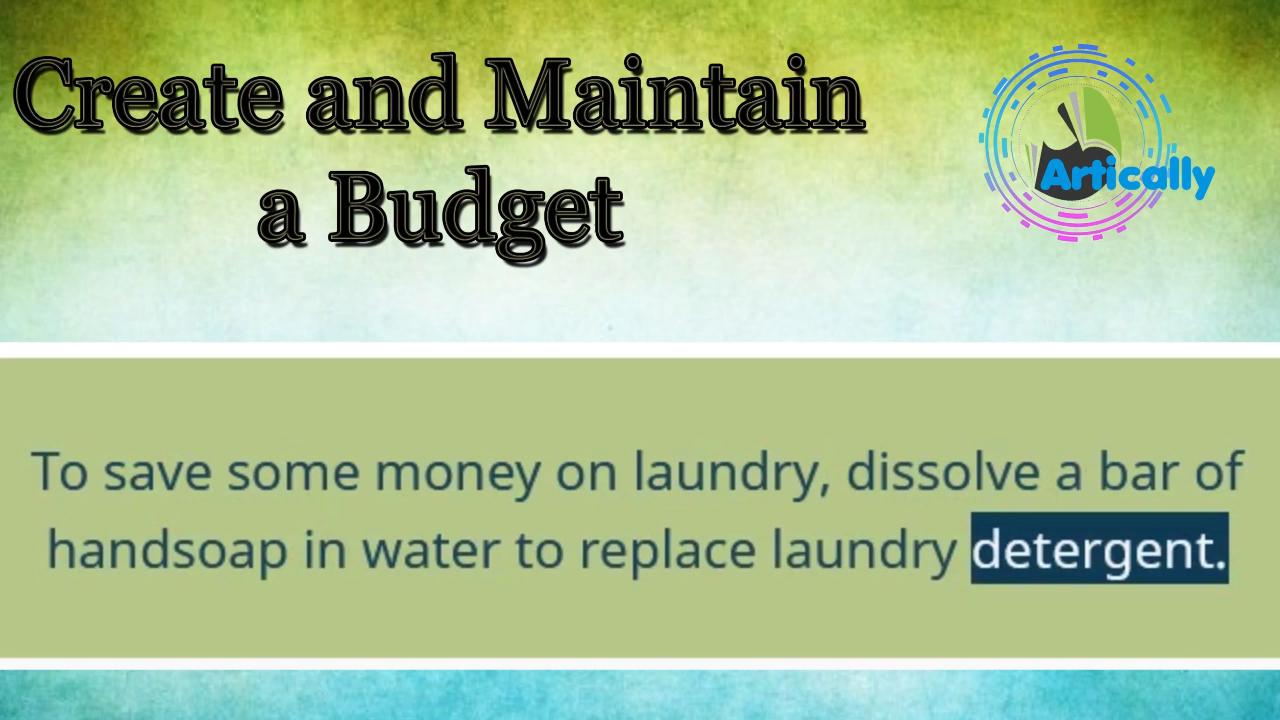 Create and Maintain
a Budget
Artically
To save some money on laundry, dissolve a bar of
handsoap in water to replace laundry detergent.